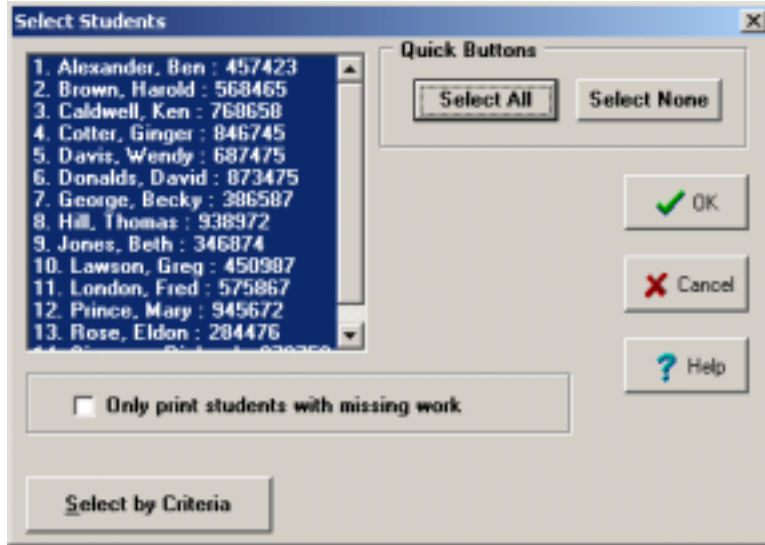 Select Students
1. Alexander, Ben : 457423
2. Brown, Harold : 568465
3. Caldwell, Ken : 768658
4. Cotter, Ginger : 846745
5. Davis, Wendy : 687475
6. Donalds, David : 873475
7. George, Becky : 386587
8. Hill, Thomas : 938972
9. Jones, Beth : 346874
10. Lawson, Greg : 450987
11. London, Fred : 575867
12. Prince, Mary : 945672
13. Rose, Eldon : 284476
Quick Buttons
Select All
Select None
OK
Cancel
Help
Only print students with missing work
Select by Criteria